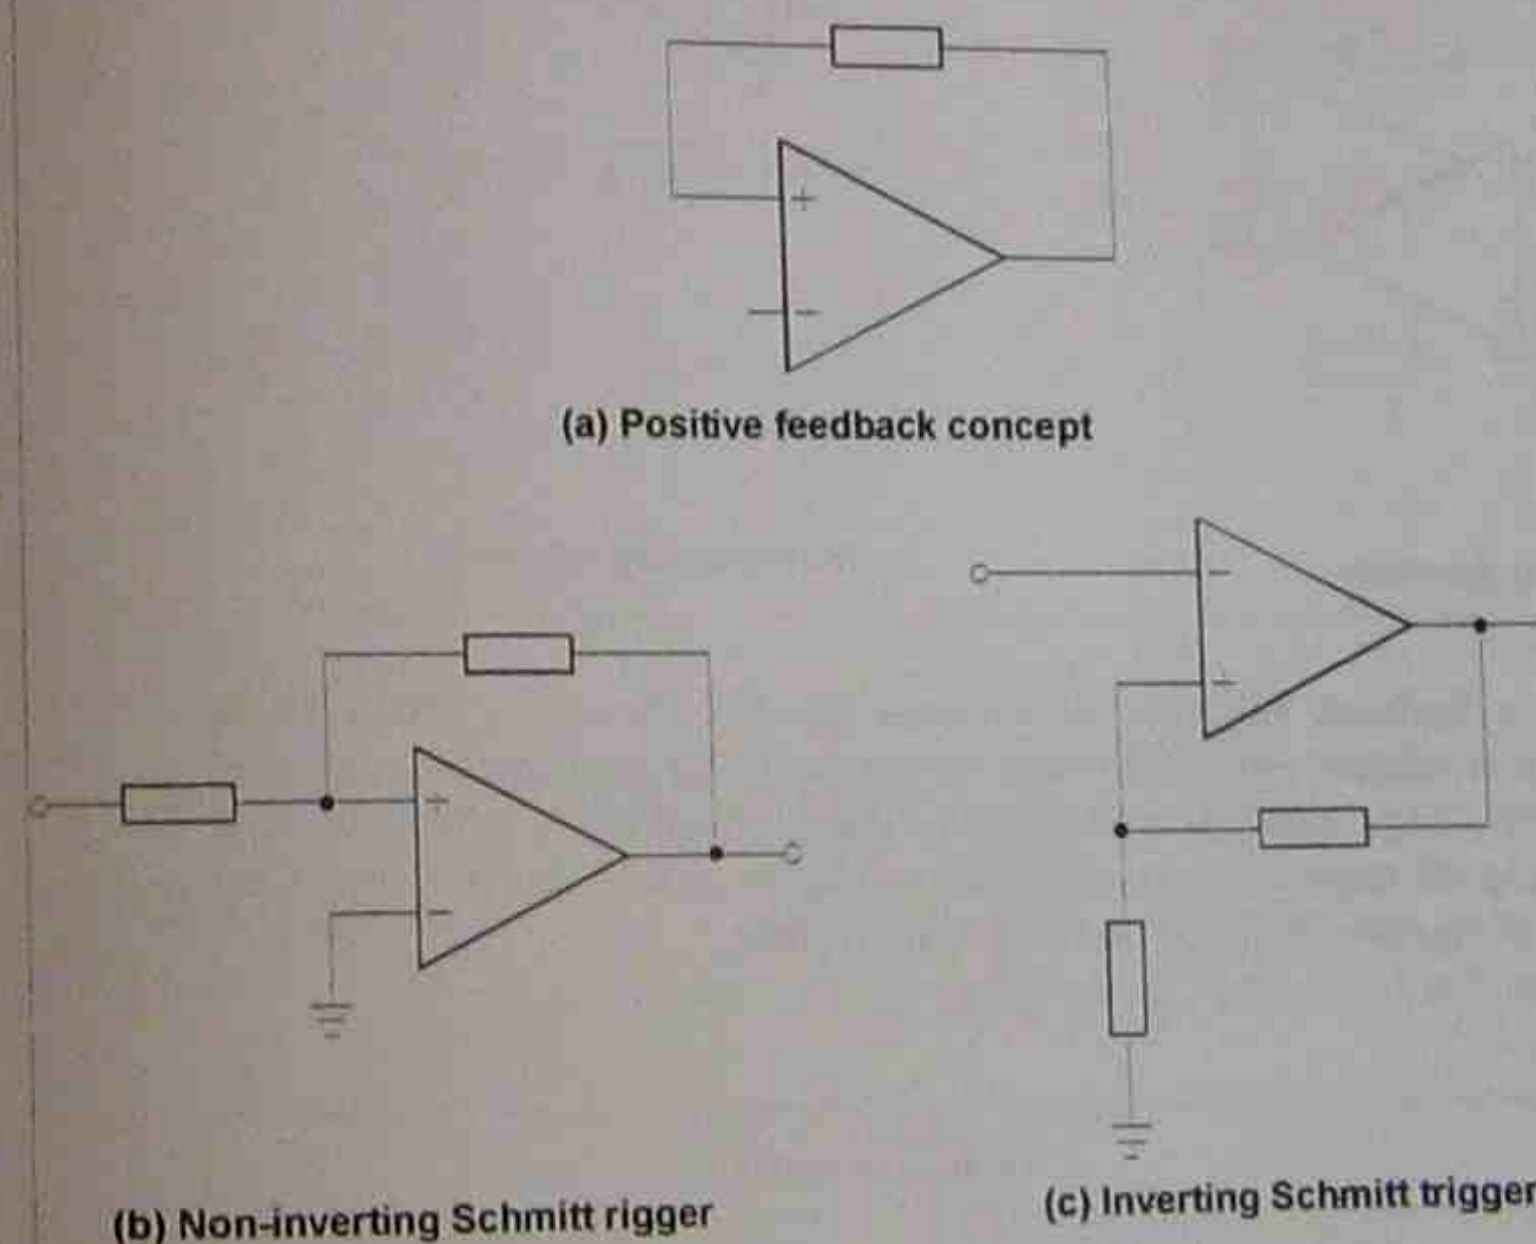 +
−
(a) Positive feedback concept
−
+
+
−
(b) Non-inverting Schmitt rigger
(c) Inverting Schmitt trigger